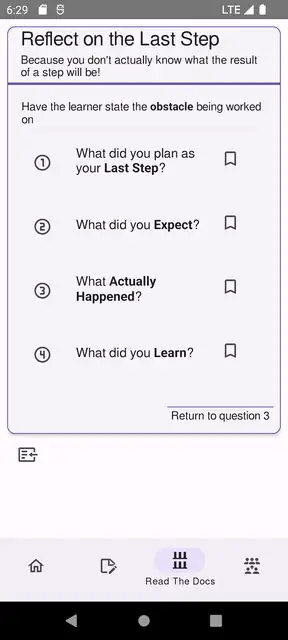 6:29
LTE
Reflect on the Last Step
Because you don't actually know what the result
of a step will be!
Have the learner state the obstacle being worked
on
1
What did you plan as
your Last Step?
2
What did you Expect?
3
What Actually
Happened?
4
What did you Learn?
Return to question 3
Read The Docs